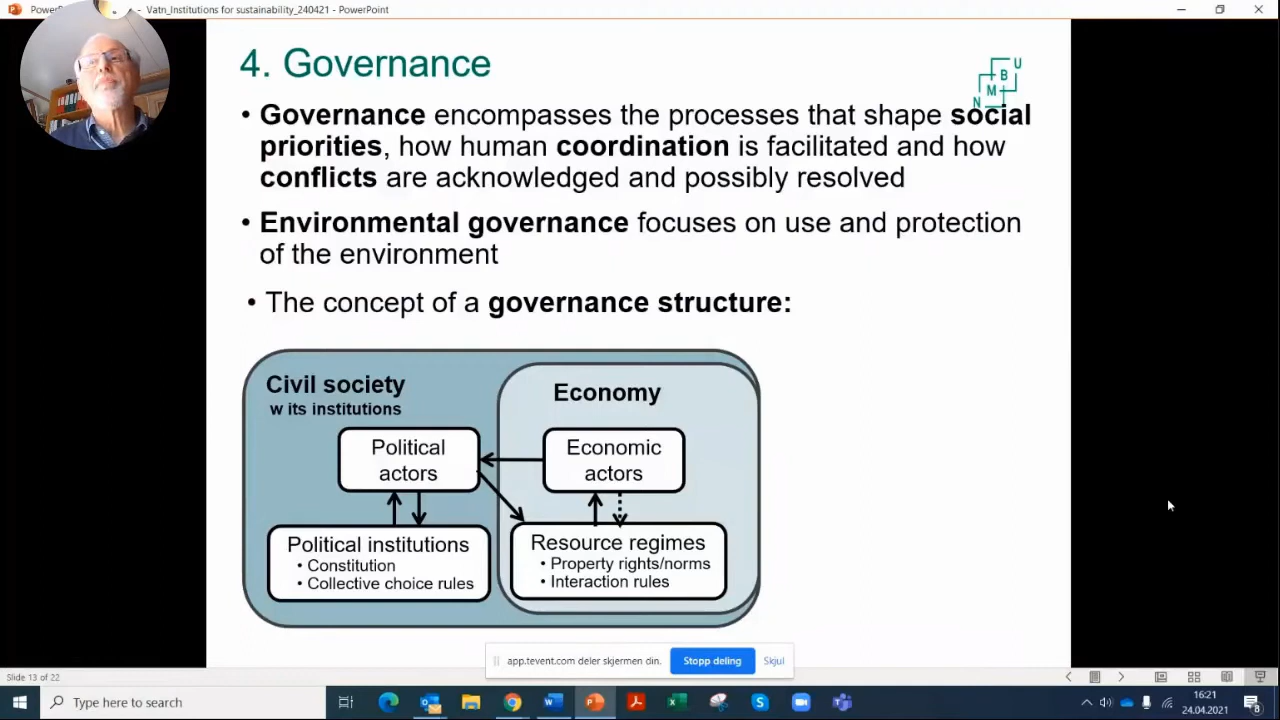 PowerP
- Vatn_Institutions for sustainability_240421 - PowerPoint
4. Governance
U
B
M
N
• Governance encompasses the processes that shape social
priorities, how human coordination is facilitated and how
conflicts are acknowledged and possibly resolved
• Environmental governance focuses on use and protection
of the environment
• The concept of a governance structure:
Civil society
w its institutions
Economy
Political
actors
Economic
actors
Political institutions
• Constitution
• Collective choice rules
Resource regimes
• Property rights/norms
• Interaction rules
app.tevent.com deler skjermen din.
Stopp deling
Skjul
Slide 13 of 22
Type here to search
16:21
24.04.2021
8